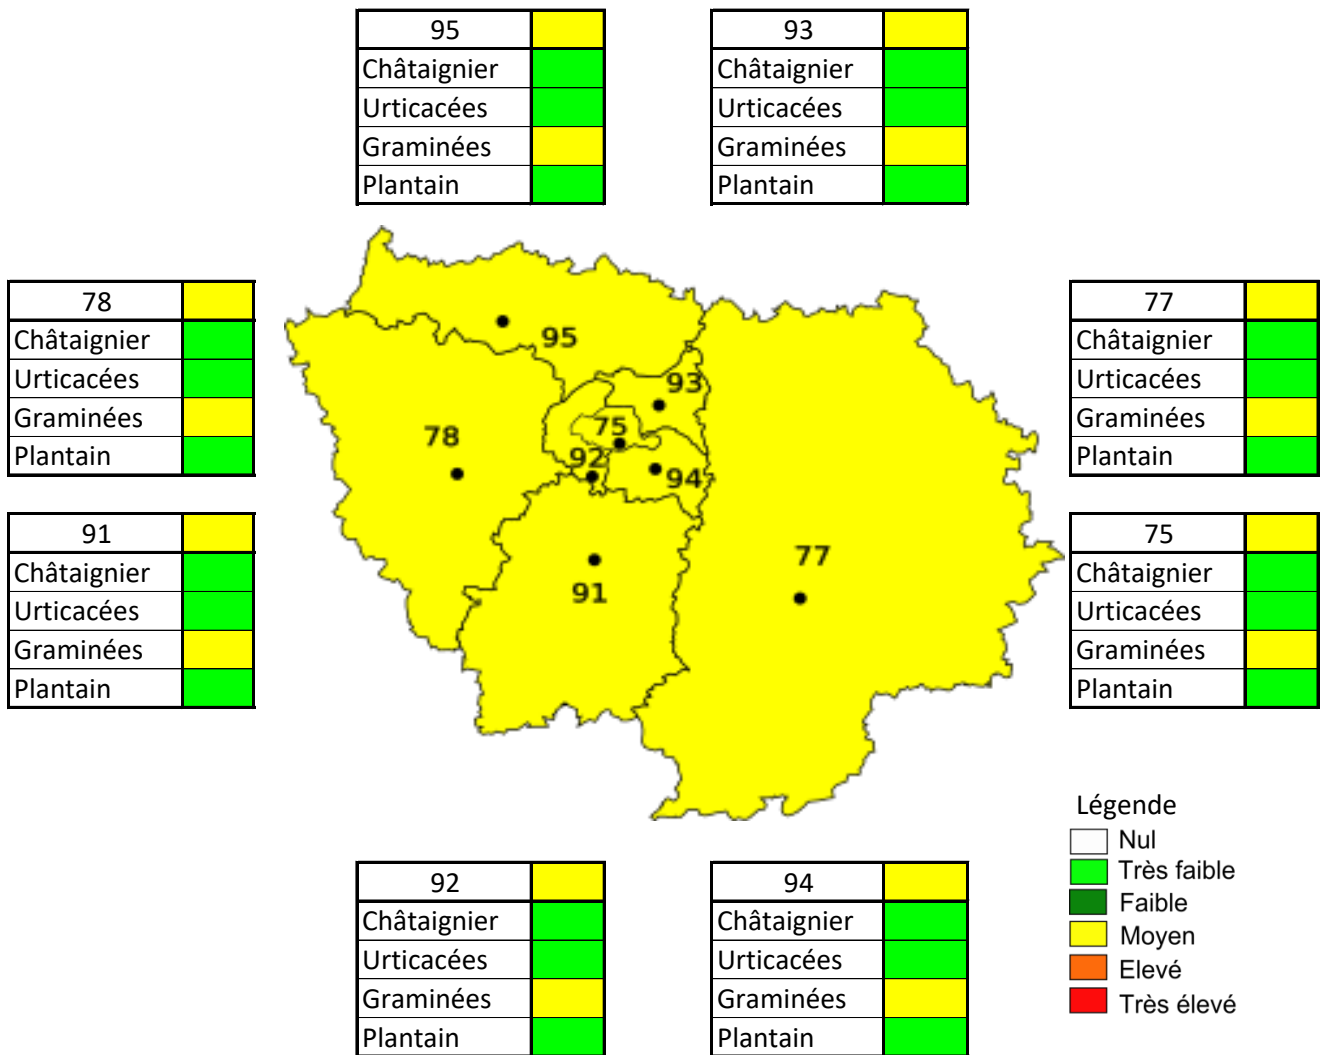 95
Châtaignier
Urticacées
Graminées
Plantain
93
Châtaignier
Urticacées
Graminées
Plantain
78
Châtaignier
Urticacées
Graminées
Plantain
77
Châtaignier
Urticacées
Graminées
Plantain
95
93
75
78
92
94
77
91
91
Châtaignier
Urticacées
Graminées
Plantain
75
Châtaignier
Urticacées
Graminées
Plantain
92
Châtaignier
Urticacées
Graminées
Plantain
94
Châtaignier
Urticacées
Graminées
Plantain
Légende
Nul
Très faible
Faible
Moyen
Elevé
Très élevé